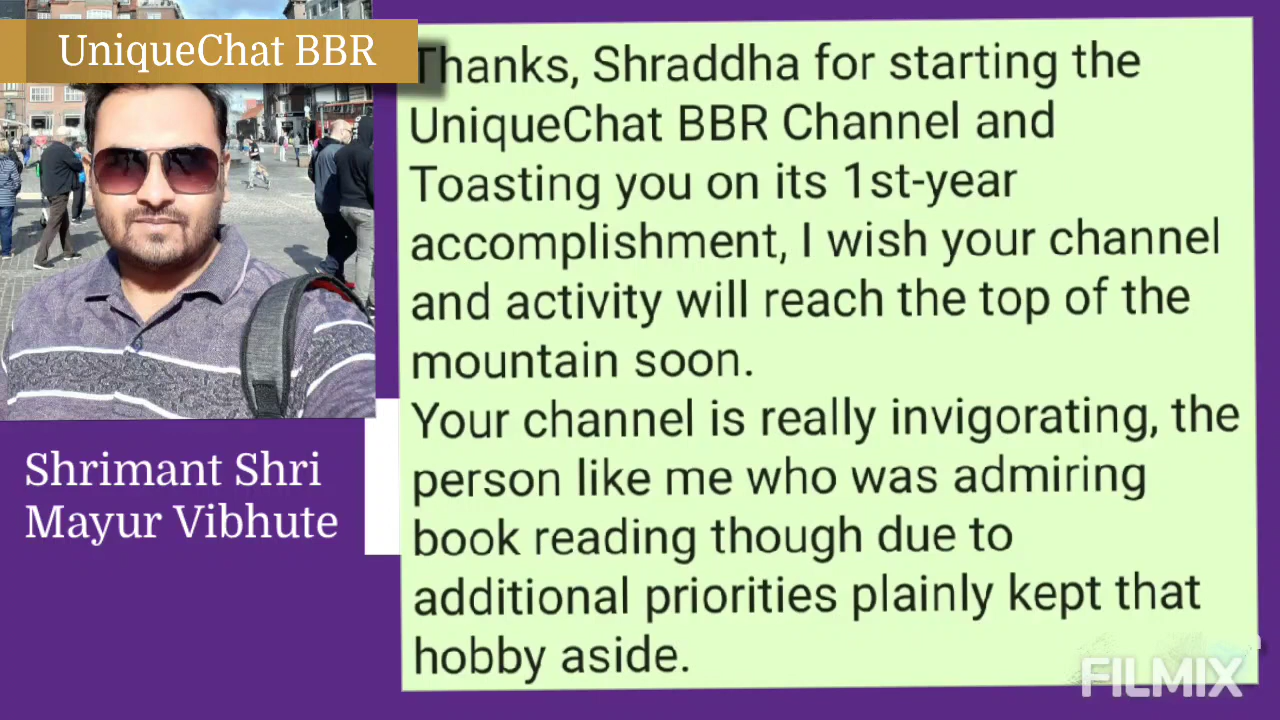 UniqueChat BBR
Thanks, Shraddha for starting the
UniqueChat BBR Channel and
Toasting you on its 1st-year
accomplishment, I wish your channel
and activity will reach the top of the
mountain soon.
Your channel is really invigorating, the
person like me who was admiring
book reading though due to
additional priorities plainly kept that
hobby aside.
Shrimant Shri
Mayur Vibhute
FILMIX